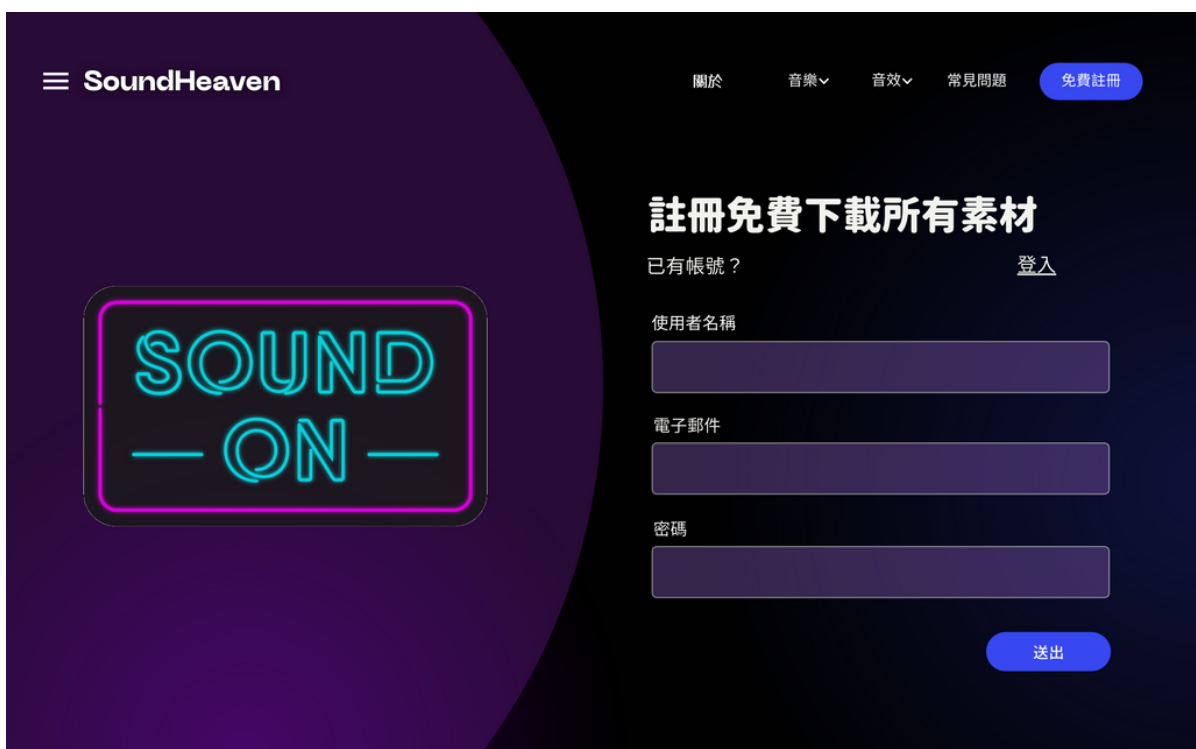 SoundHeaven
關於 音樂 音效 常見問題 免費註冊
註冊免費下載所有素材
已有帳號？ 登入
SOUND
ON
使用者名稱
電子郵件
密碼
送出